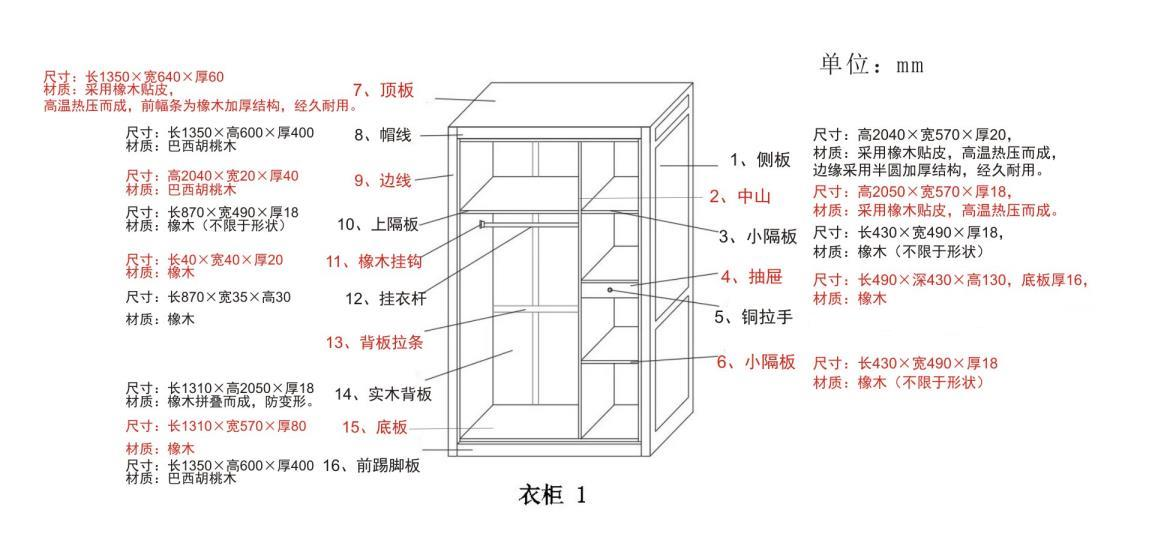 单位：mm
尺寸：长1350×宽640×厚60
材质：采用橡木贴皮，
高温热压而成，前幅条为橡木加厚结构，经久耐用。
7、顶板
尺寸：长1350×高600×厚400
材质：巴西胡桃木
8、帽线
尺寸：高2040×宽20×厚40
材质：巴西胡桃木
9、边线
尺寸：长870×宽490×厚18
材质：橡木（不限于形状）
10、上隔板
尺寸：长40×宽40×厚20
材质：橡木
11、橡木挂钩
尺寸：长870×宽35×高30
材质：橡木
12、挂衣杆
13、背板拉条
尺寸：长1310×高2050×厚18
材质：橡木拼叠而成，防变形。
14、实木背板
尺寸：长1310×宽570×厚80
材质：橡木
15、底板
尺寸：长1350×高600×厚400
材质：巴西胡桃木
16、前踢脚板
1、侧板
尺寸：高2040×宽570×厚20，
材质：采用橡木贴皮，高温热压而成，
边缘采用半圆加厚结构，经久耐用。
2、中山
尺寸：高2050×宽570×厚18，
材质：采用橡木贴皮，高温热压而成。
3、小隔板
尺寸：长430×宽490×厚18，
材质：橡木（不限于形状）
4、抽屉
尺寸：长490×深430×高130，底板厚16，
材质：橡木
5、铜拉手
6、小隔板
尺寸：长430×宽490×厚18
材质：橡木（不限于形状）
衣柜 1